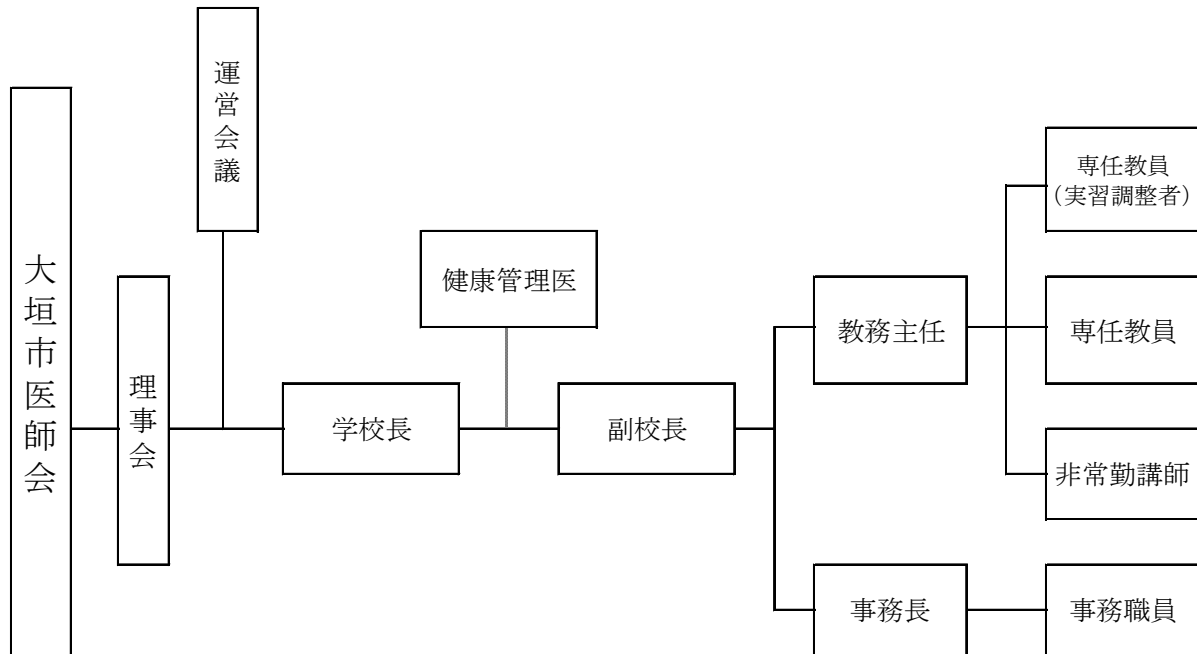 大垣市医師会
理事会
運営会議
学校長
健康管理医
副校長
教務主任
専任教員
（実習調整者）
専任教員
非常勤講師
事務長
事務職員